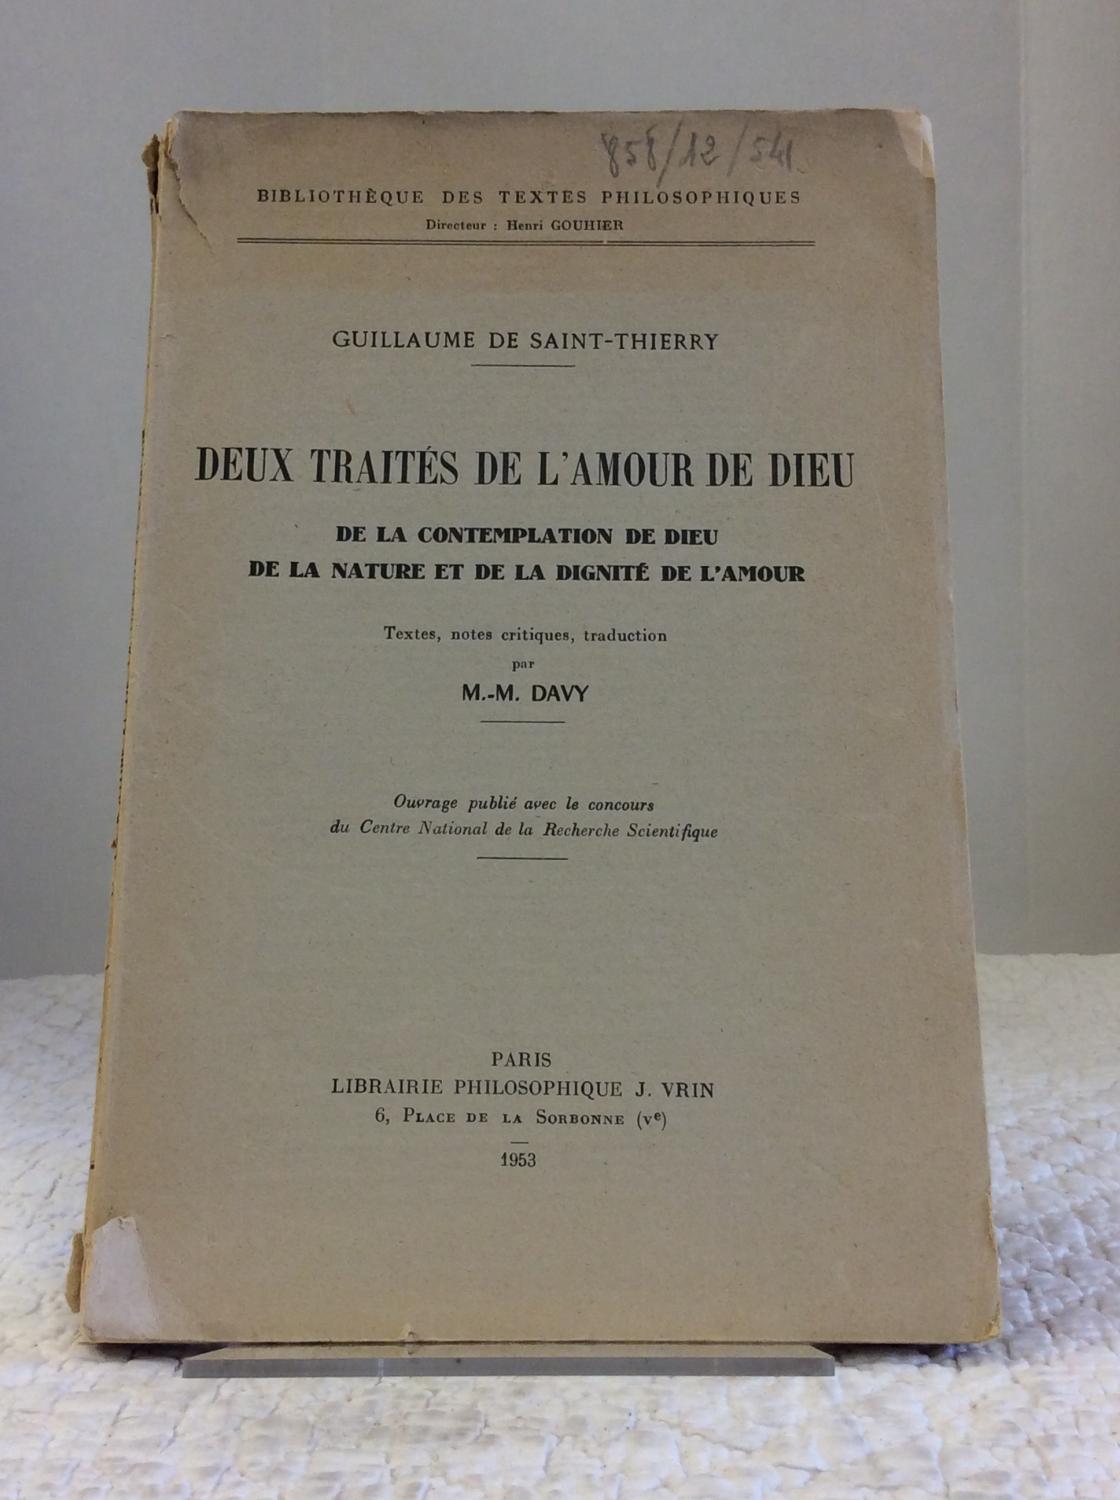 858/12/541
BIBLIOTHÈQUE DES TEXTES PHILOSOPHIQUES
Directeur : Henri GOUHIER
GUILLAUME DE SAINT-THIERRY
DEUX TRAITÉS DE L'AMOUR DE DIEU
DE LA CONTEMPLATION DE DIEU
DE LA NATURE ET DE LA DIGNITÉ DE L'AMOUR
Textes, notes critiques, traduction
par
M.-M. DAVY
Ouvrage publié avec le concours
du Centre National de la Recherche Scientifique
PARIS
LIBRAIRIE PHILOSOPHIQUE J. VRIN
6, PLACE DE LA SORBONNE (Ve)
1953